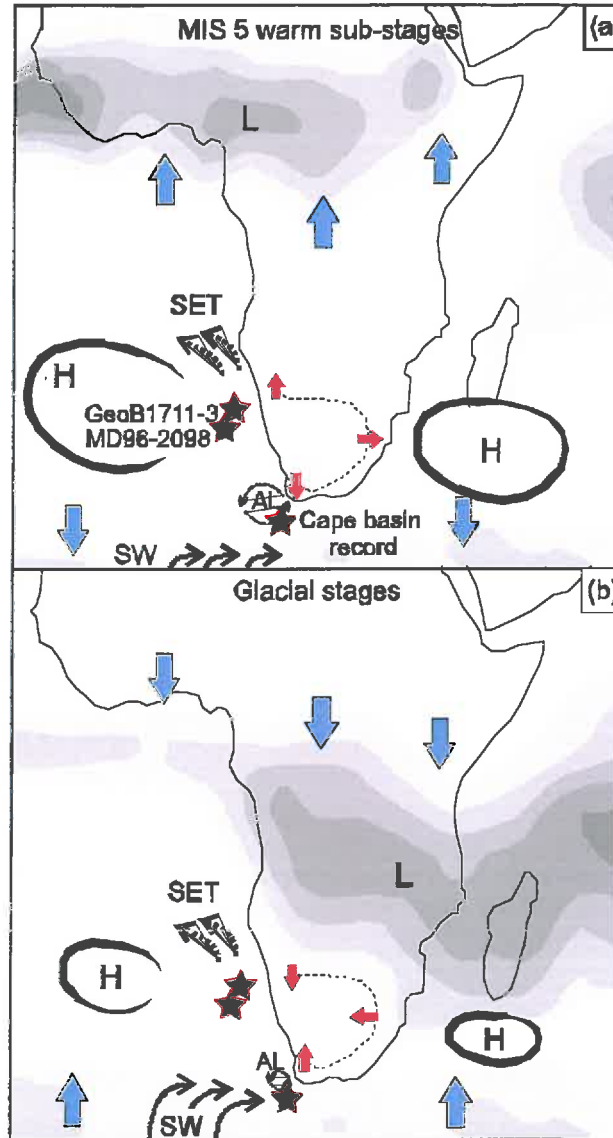 MIS 5 warm sub-stages
(a
L
SET
H
GeoB1711-3
MD96-2098
H
AL
Cape basin
record
SW
Glacial stages
(b)
L
SET
H
H
AL
SW